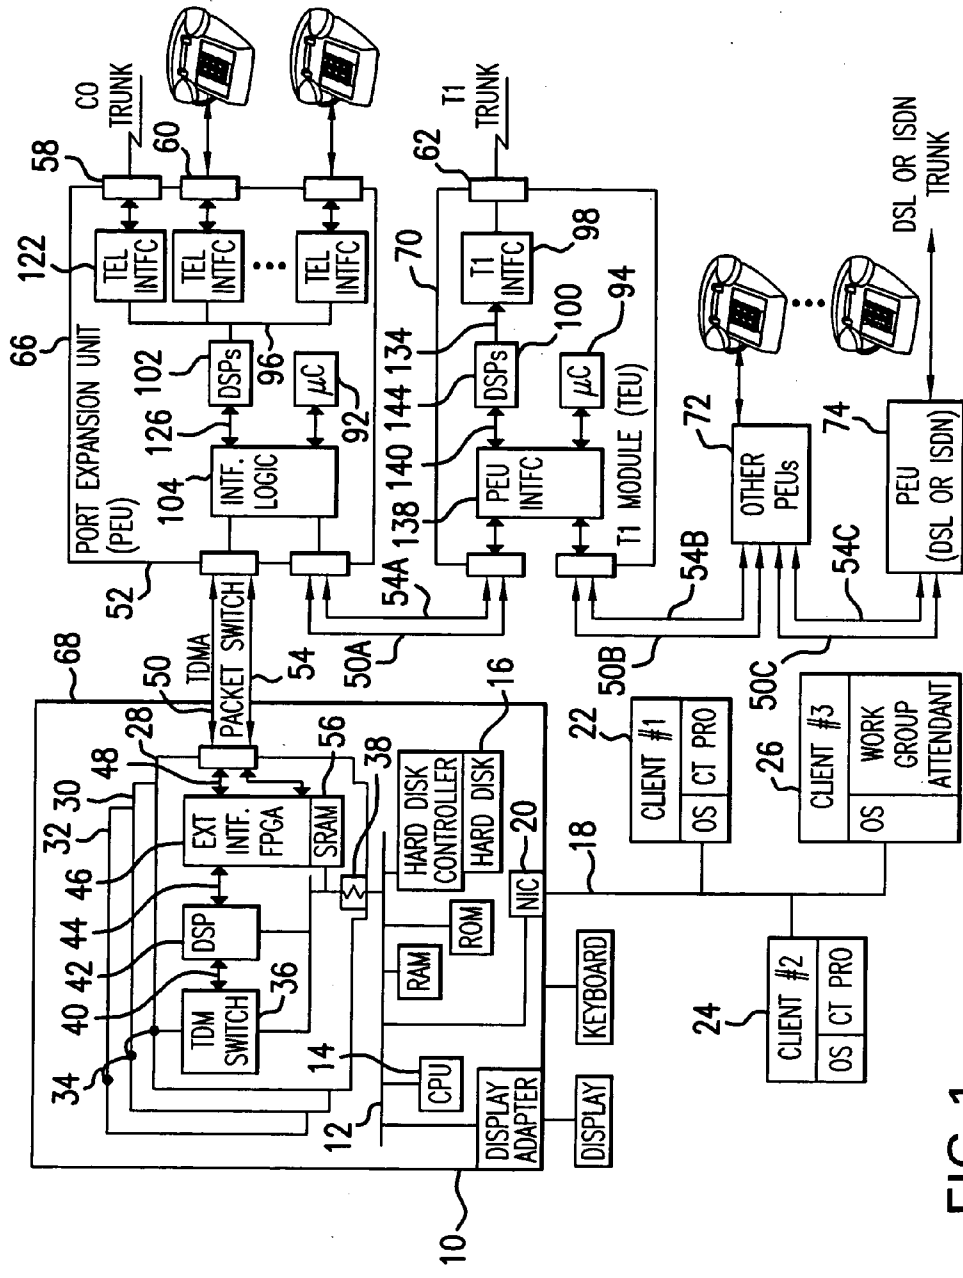 66
122
58
CO
TRUNK
PORT EXPANSION UNIT
(PEU)
TEL
INTFC
60
TEL
INTFC
TEL
INTFC
102
DSPs
126
104
INTF.
LOGIC
96
µC
92
52
TDMA
50
PACKET SWITCH
54
54A
50A
70
62
T1
TRUNK
T1
INTFC
98
134
144
DSPs
100
140
138
PEU
INTFC
µC
94
T1 MODULE (TEU)
54B
50B
72
OTHER
PEUs
54C
50C
74
PEU
(DSL OR ISDN)
DSL OR ISDN
TRUNK
68
28
48
30
32
46
EXT
INTF.
FPGA
SRAM
56
44
42
DSP
40
TDM
SWITCH
36
34
38
16
HARD DISK
CONTROLLER
HARD DISK
ROM
RAM
20
NIC
14
CPU
12
DISPLAY
ADAPTER
10
DISPLAY
KEYBOARD
18
22
CLIENT #1
OS
CT PRO
26
CLIENT #3
OS
WORK
GROUP
ATTENDANT
24
CLIENT #2
OS
CT PRO
FIG. 1